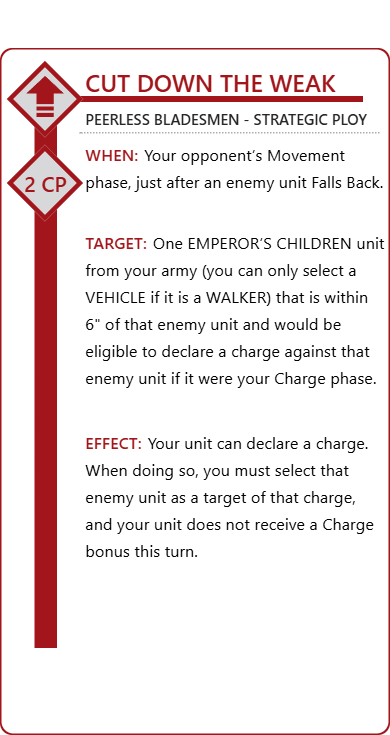 CUT DOWN THE WEAK
PEERLESS BLADESMEN - STRATEGIC PLOY
2 CP
WHEN: Your opponent’s Movement
phase, just after an enemy unit Falls Back.
TARGET: One EMPEROR’S CHILDREN unit
from your army (you can only select a
VEHICLE if it is a WALKER) that is within
6" of that enemy unit and would be
eligible to declare a charge against that
enemy unit if it were your Charge phase.
EFFECT: Your unit can declare a charge.
When doing so, you must select that
enemy unit as a target of that charge,
and your unit does not receive a Charge
bonus this turn.